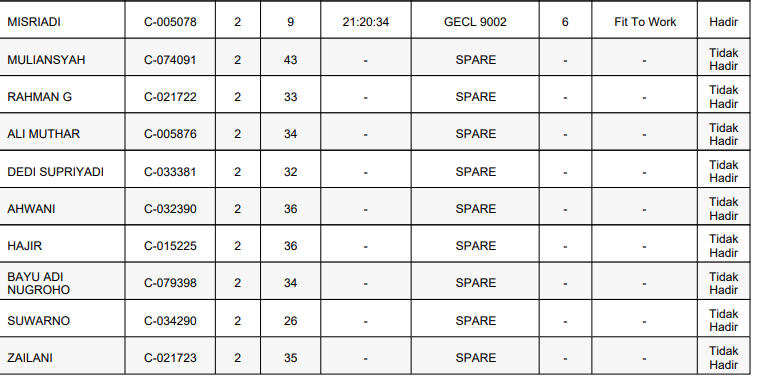 MISRIADI C-005078 2 9 21:20:34 GECL 9002 6 Fit To Work Hadir
MULIANSYAH C-074091 2 43 - SPARE - - Tidak Hadir
RAHMAN G C-021722 2 33 - SPARE - - Tidak Hadir
ALI MUTHAR C-005876 2 34 - SPARE - - Tidak Hadir
DEDI SUPRIYADI C-033381 2 32 - SPARE - - Tidak Hadir
AHWANI C-032390 2 36 - SPARE - - Tidak Hadir
HAJIR C-015225 2 36 - SPARE - - Tidak Hadir
BAYU ADI NUGROHO C-079398 2 34 - SPARE - - Tidak Hadir
SUWARNO C-034290 2 26 - SPARE - - Tidak Hadir
ZAILANI C-021723 2 35 - SPARE - - Tidak Hadir